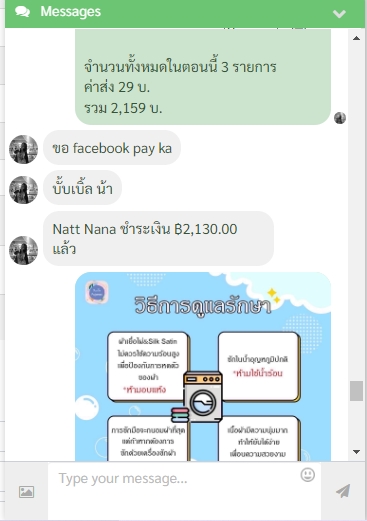 Messages
จำนวนทั้งหมดในตอนนี้ 3 รายการ
ค่าส่ง 29 บ.
รวม 2,159 บ.
ขอ facebook pay ka
บั้บเบิ้ล น้า
Natt Nana ชำระเงิน ฿2,130.00
แล้ว
วิธีการดูแลรักษา
ผ้าเนื้อไผ่&Silk Satin
ไม่ควรใช้ความร้อนสูง
เพื่อป้องกันการหดตัว
ของผ้า
*ห้ามอบแห้ง
ซักในน้ำอุณหภูมิปกติ
*ห้ามใช้น้ำร้อน
การซักมือจะถนอมผ้าที่สุด
แต่ถ้าหากต้องการ
ซักด้วยเครื่องซักผ้า
เนื้อผ้ามีความนุ่มมาก
ทำให้ยับได้ง่าย
เพื่อความสวยงาม
Type your message...